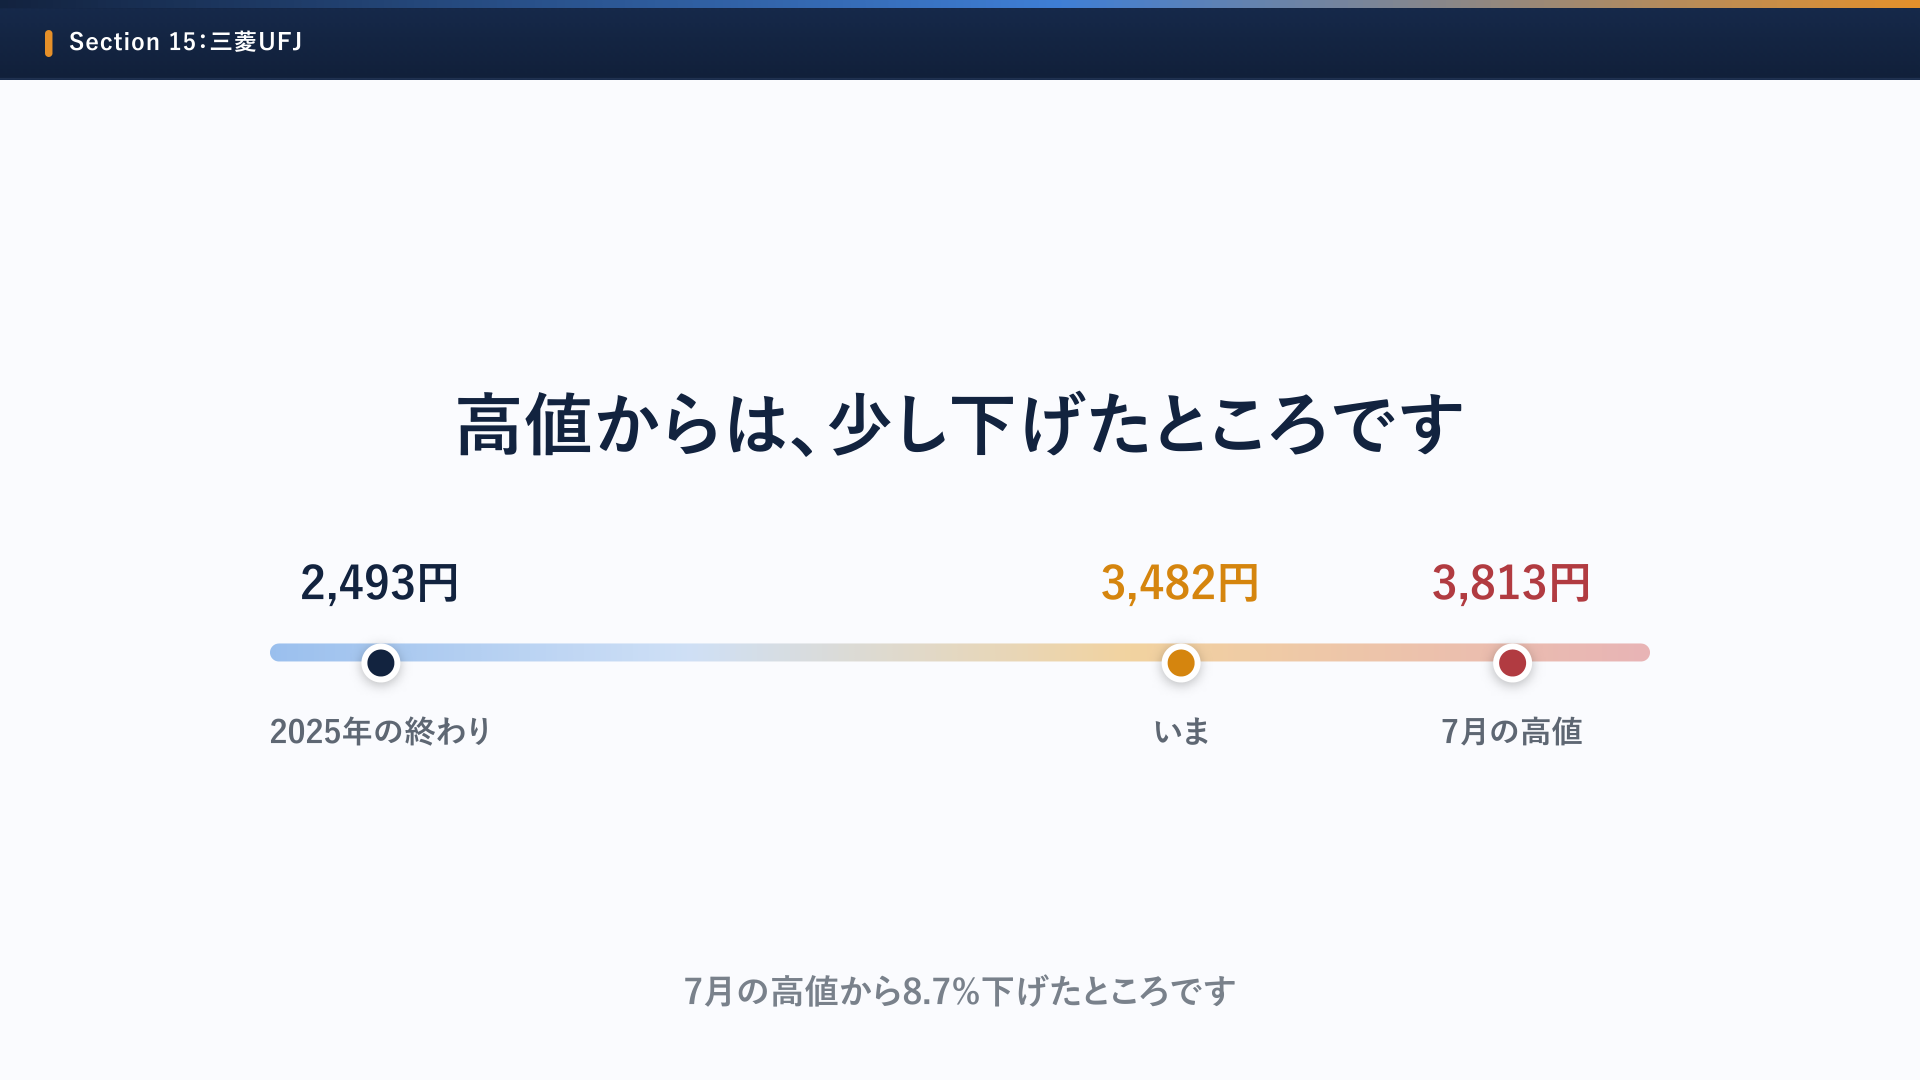 Section 15：三菱UFJ
高値からは、少し下げたところです
2,493円
3,482円
3,813円
2025年の終わり
いま
7月の高値
7月の高値から8.7%下げたところです